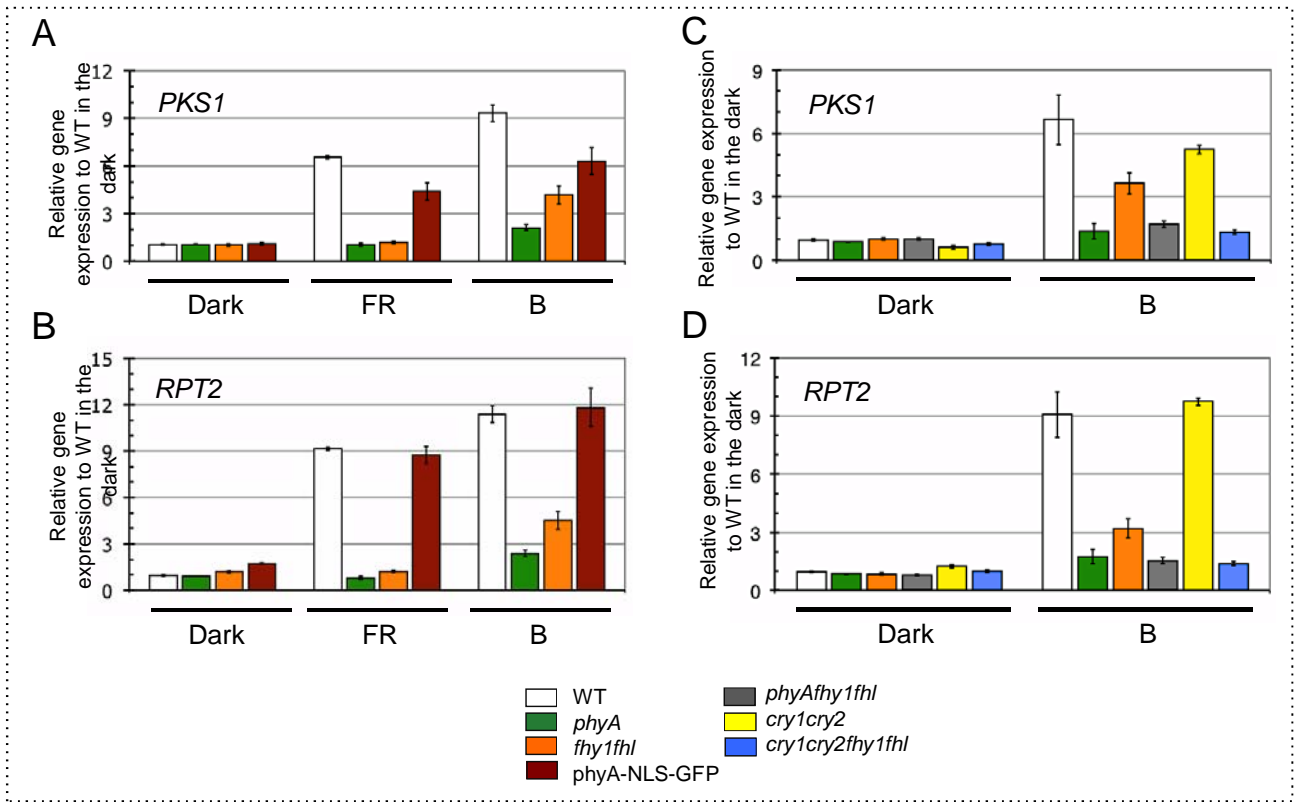 A
Relative gene
expression to WT in the
dark
12
9
6
3
0
PKS1
Dark
FR
B
B
Relative gene
expression to WT in the
dark
15
12
9
6
3
0
RPT2
Dark
FR
B
C
Relative gene expression
to WT in the dark
9
6
3
0
PKS1
Dark
B
D
Relative gene expression
to WT in the dark
12
9
6
3
0
RPT2
Dark
B
WT
phyA
fhy1fhl
phyA-NLS-GFP
phyAfhy1fhl
cry1cry2
cry1cry2fhy1fhl